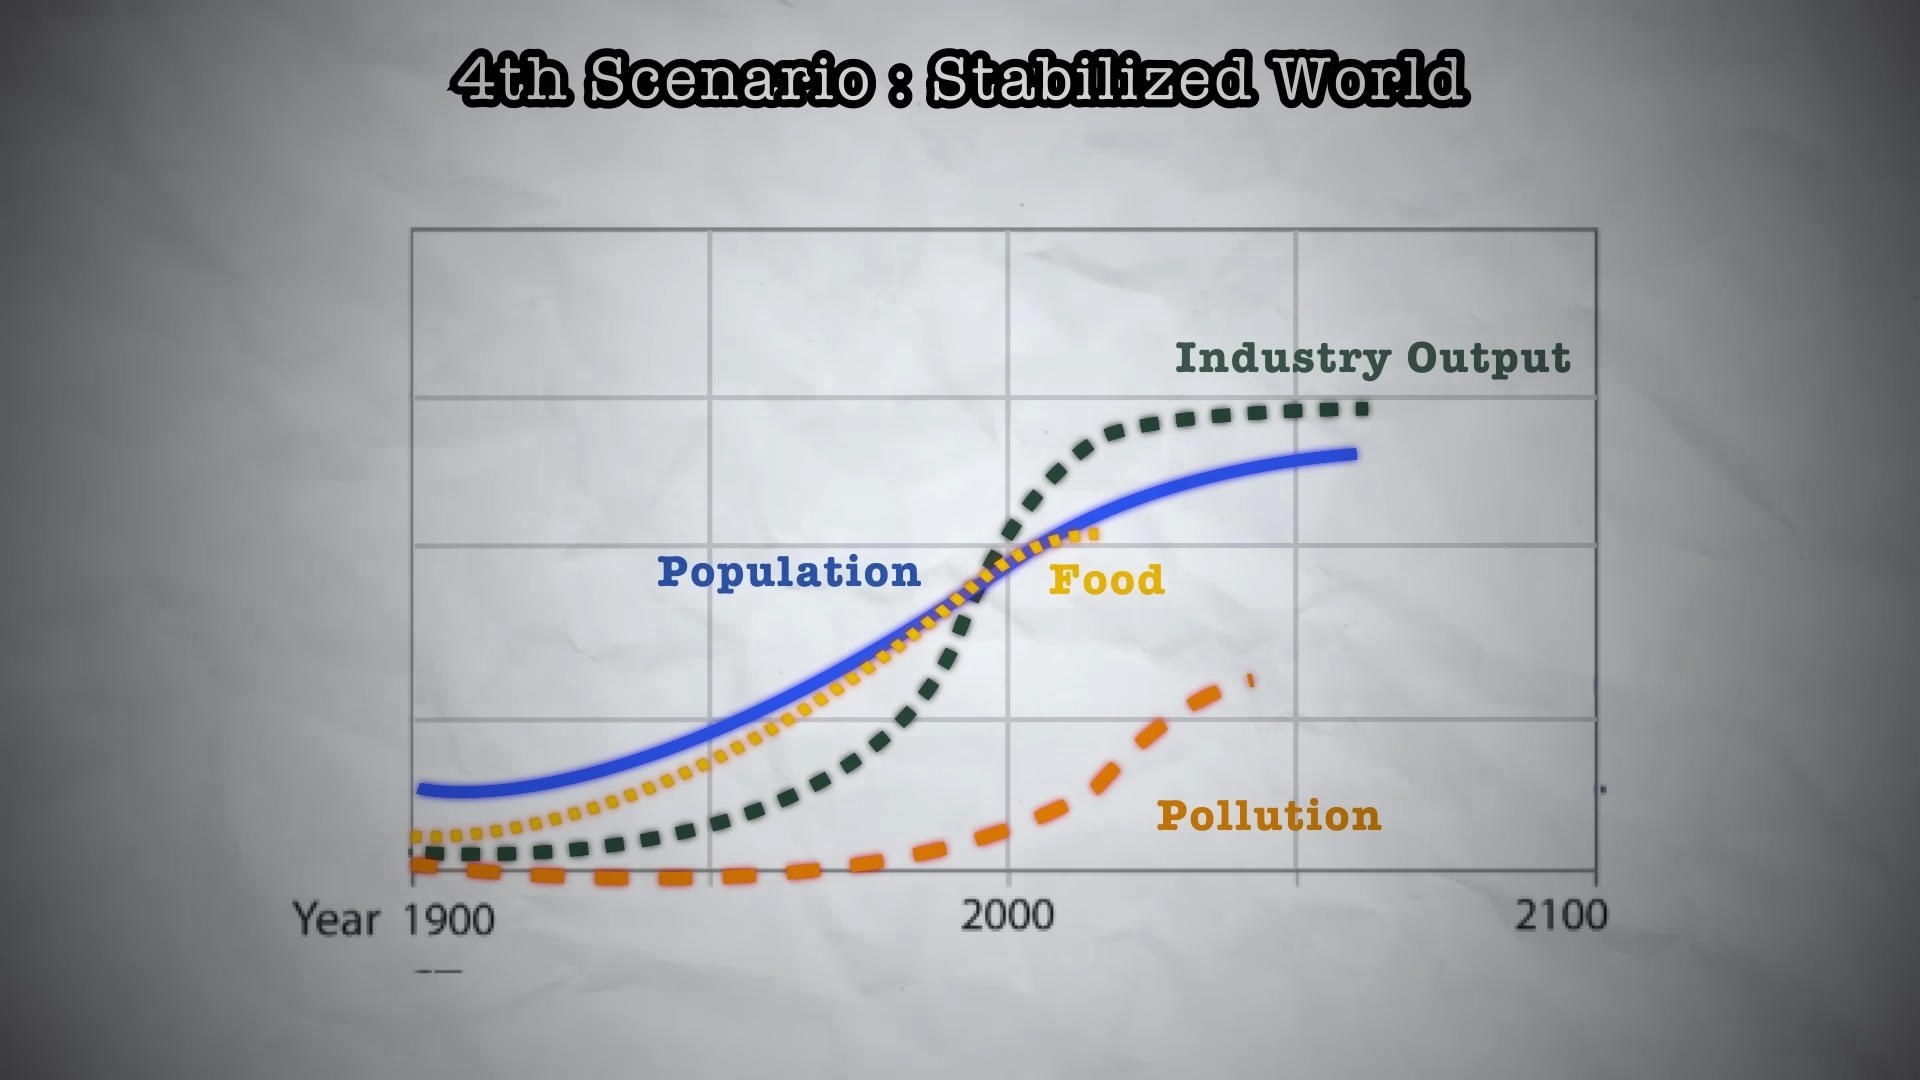 4th Scenario : Stabilized World
Industry Output
Population
Food
Pollution
Year 1900
2000
2100